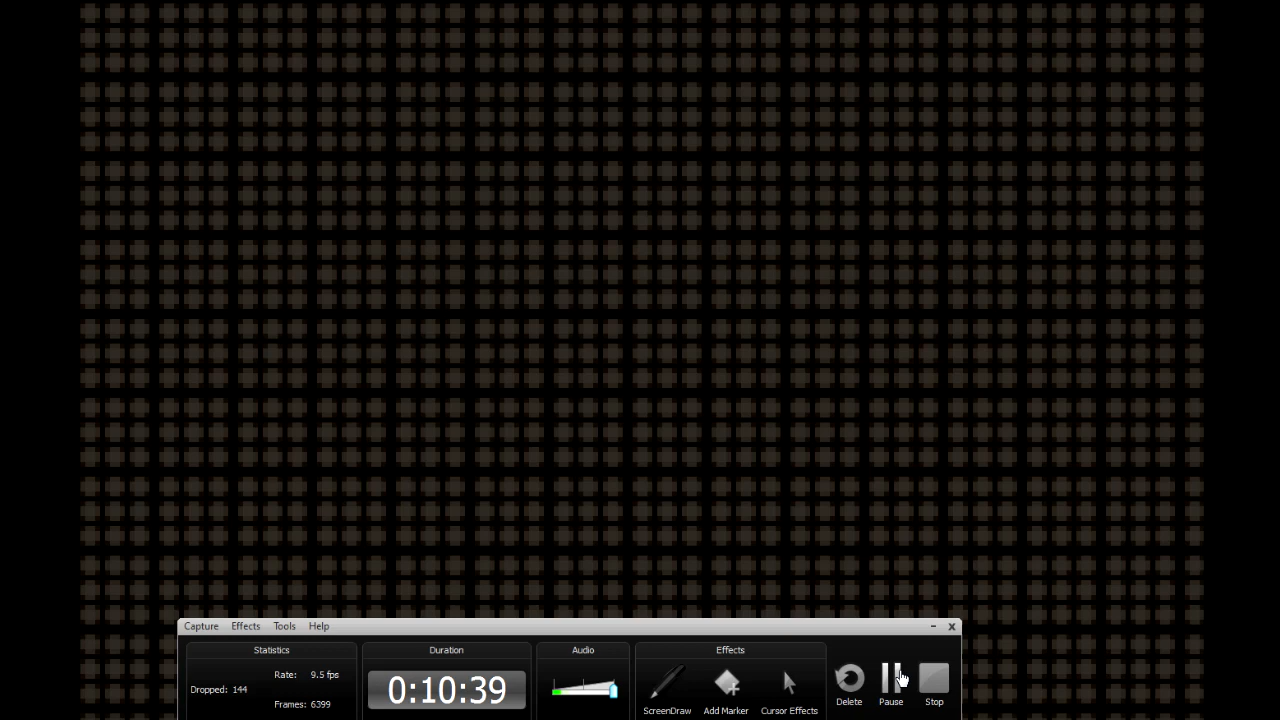 Capture Effects Tools Help
Statistics Duration Audio Effects
Rate: 9.5 fps
Dropped: 144
Frames: 6399
0:10:39
ScreenDraw Add Marker Cursor Effects Delete Pause Stop